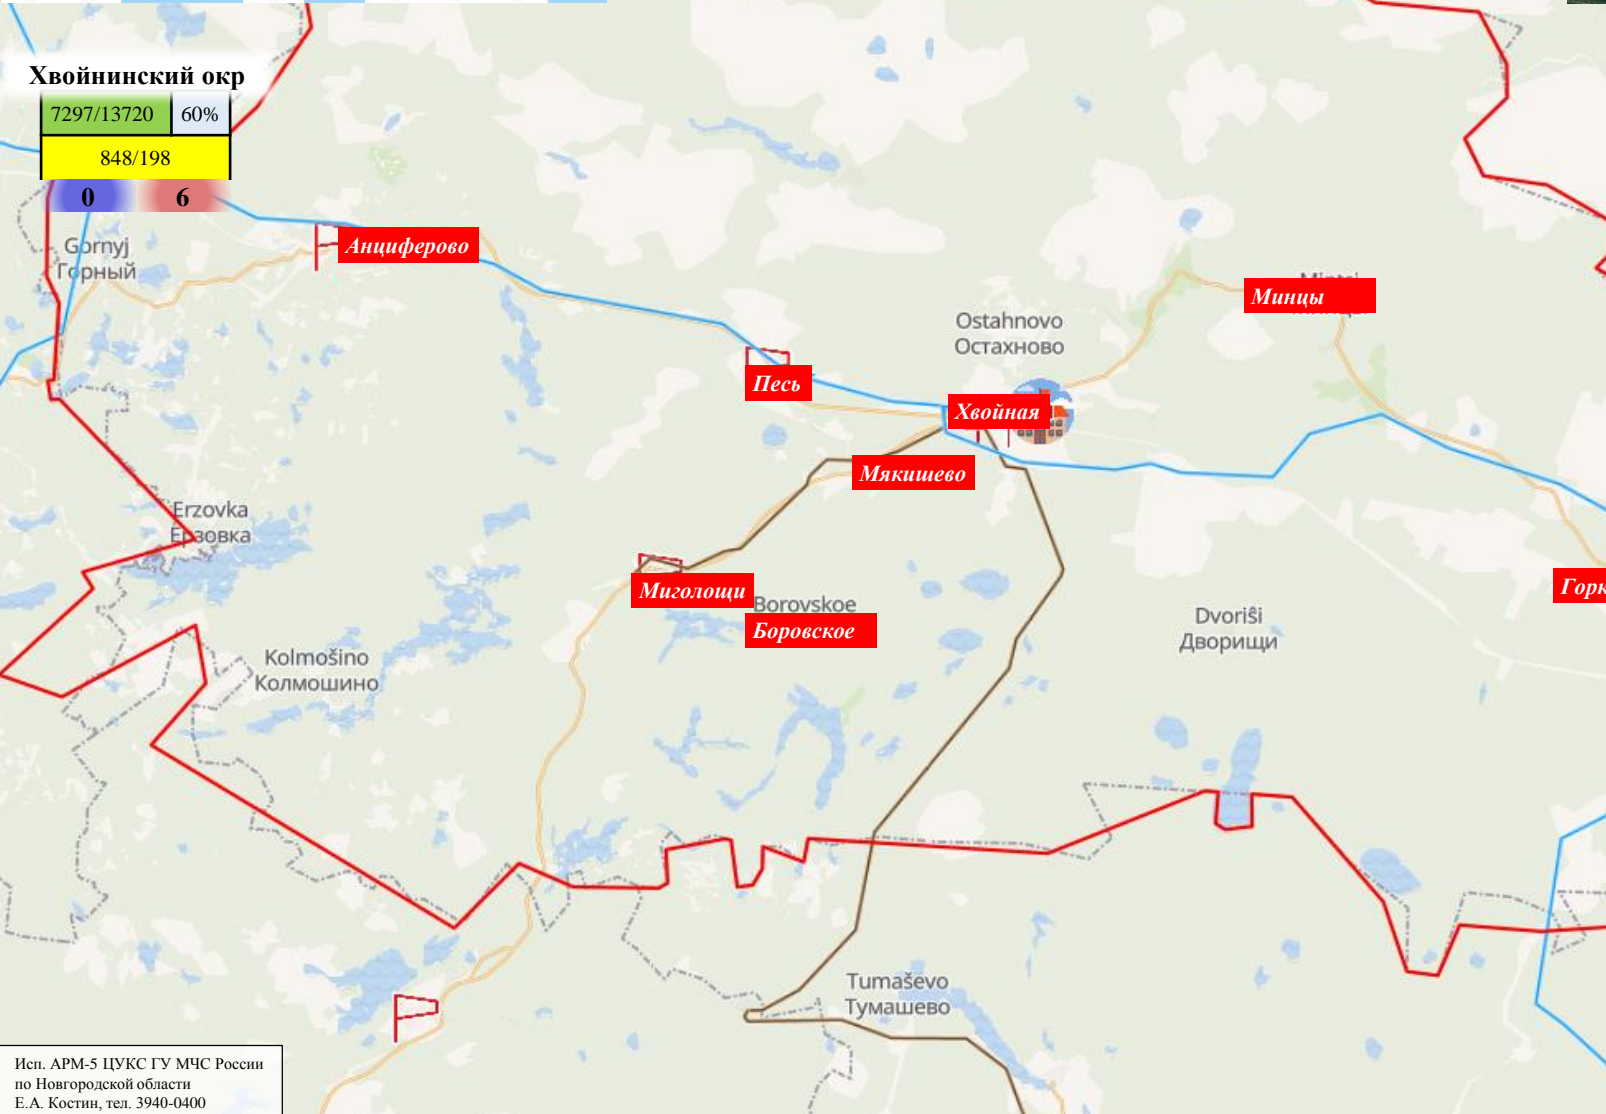 Хвойнинский окр
7297/13720 60%
848/198
0 6
Gornyj
Горный
Анциферово
Минцы
Ostahnovo
Остахново
Песь
Хвойная
Мякишево
Erzovka
Ерзовка
Миголощи
Borovskoe
Боровское
Горк
Dvoriši
Дворищи
Kolmošino
Колмошино
Tumaševo
Тумашево
Исп. АРМ-5 ЦУКС ГУ МЧС России
по Новгородской области
Е.А. Костин, тел. 3940-0400